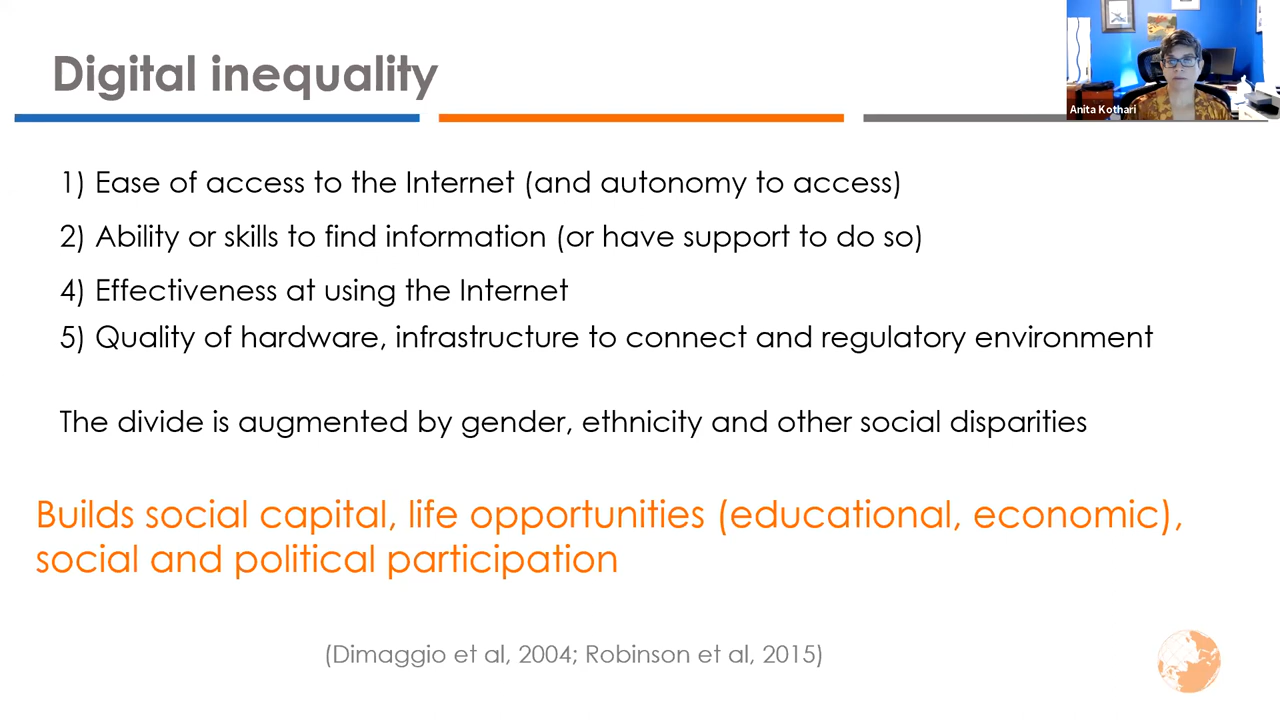 Digital inequality
Anita Kothari
1) Ease of access to the Internet (and autonomy to access)
2) Ability or skills to find information (or have support to do so)
4) Effectiveness at using the Internet
5) Quality of hardware, infrastructure to connect and regulatory environment
The divide is augmented by gender, ethnicity and other social disparities
Builds social capital, life opportunities (educational, economic),
social and political participation
(Dimaggio et al, 2004; Robinson et al, 2015)